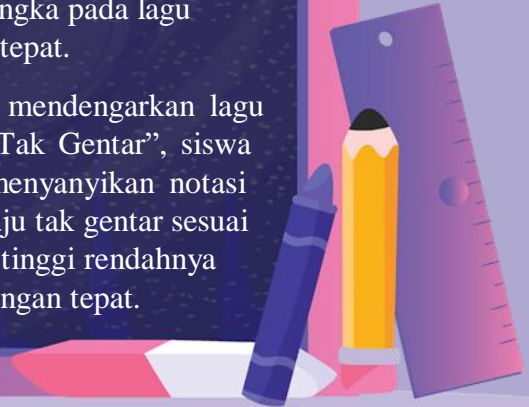 ngka pada lagu
tepat.
mendengarkan lagu
Tak Gentar”, siswa
menyanyikan notasi
ju tak gentar sesuai
tinggi rendahnya
ngan tepat.